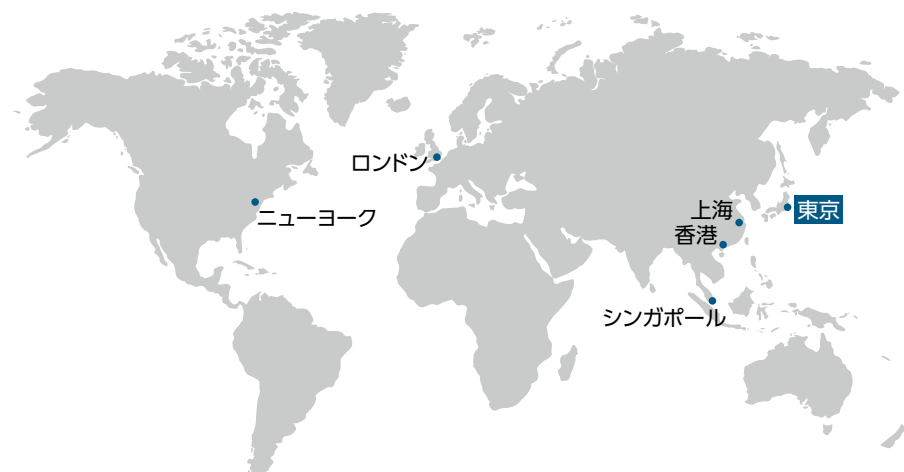 ロンドン
ニューヨーク
上海
東京
香港
シンガポール